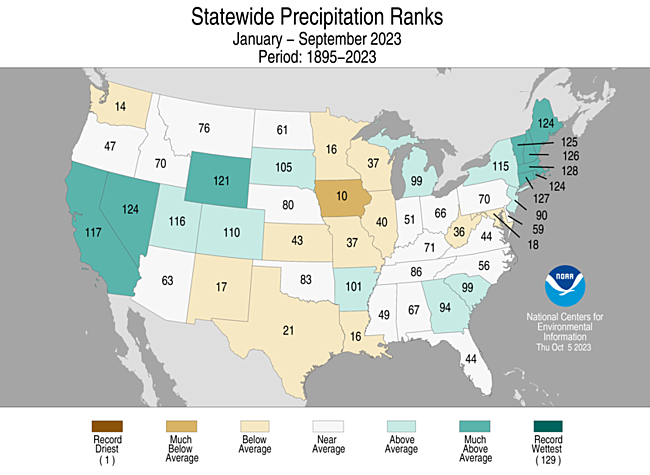 Statewide Precipitation Ranks
January – September 2023
Period: 1895–2023
14
76
61
16
124
47
70
105
37
99
115
125
126
128
124
127
90
59
18
121
10
80
70
117
124
116
110
43
37
40
51
66
36
44
71
63
17
83
101
86
56
99
94
67
49
21
16
44
NOAA
National Centers for
Environmental
Information
Thu Oct 5 2023
Record
Driest
(1)
Much
Below
Average
Below
Average
Near
Average
Above
Average
Much
Above
Average
Record
Wettest
(129)